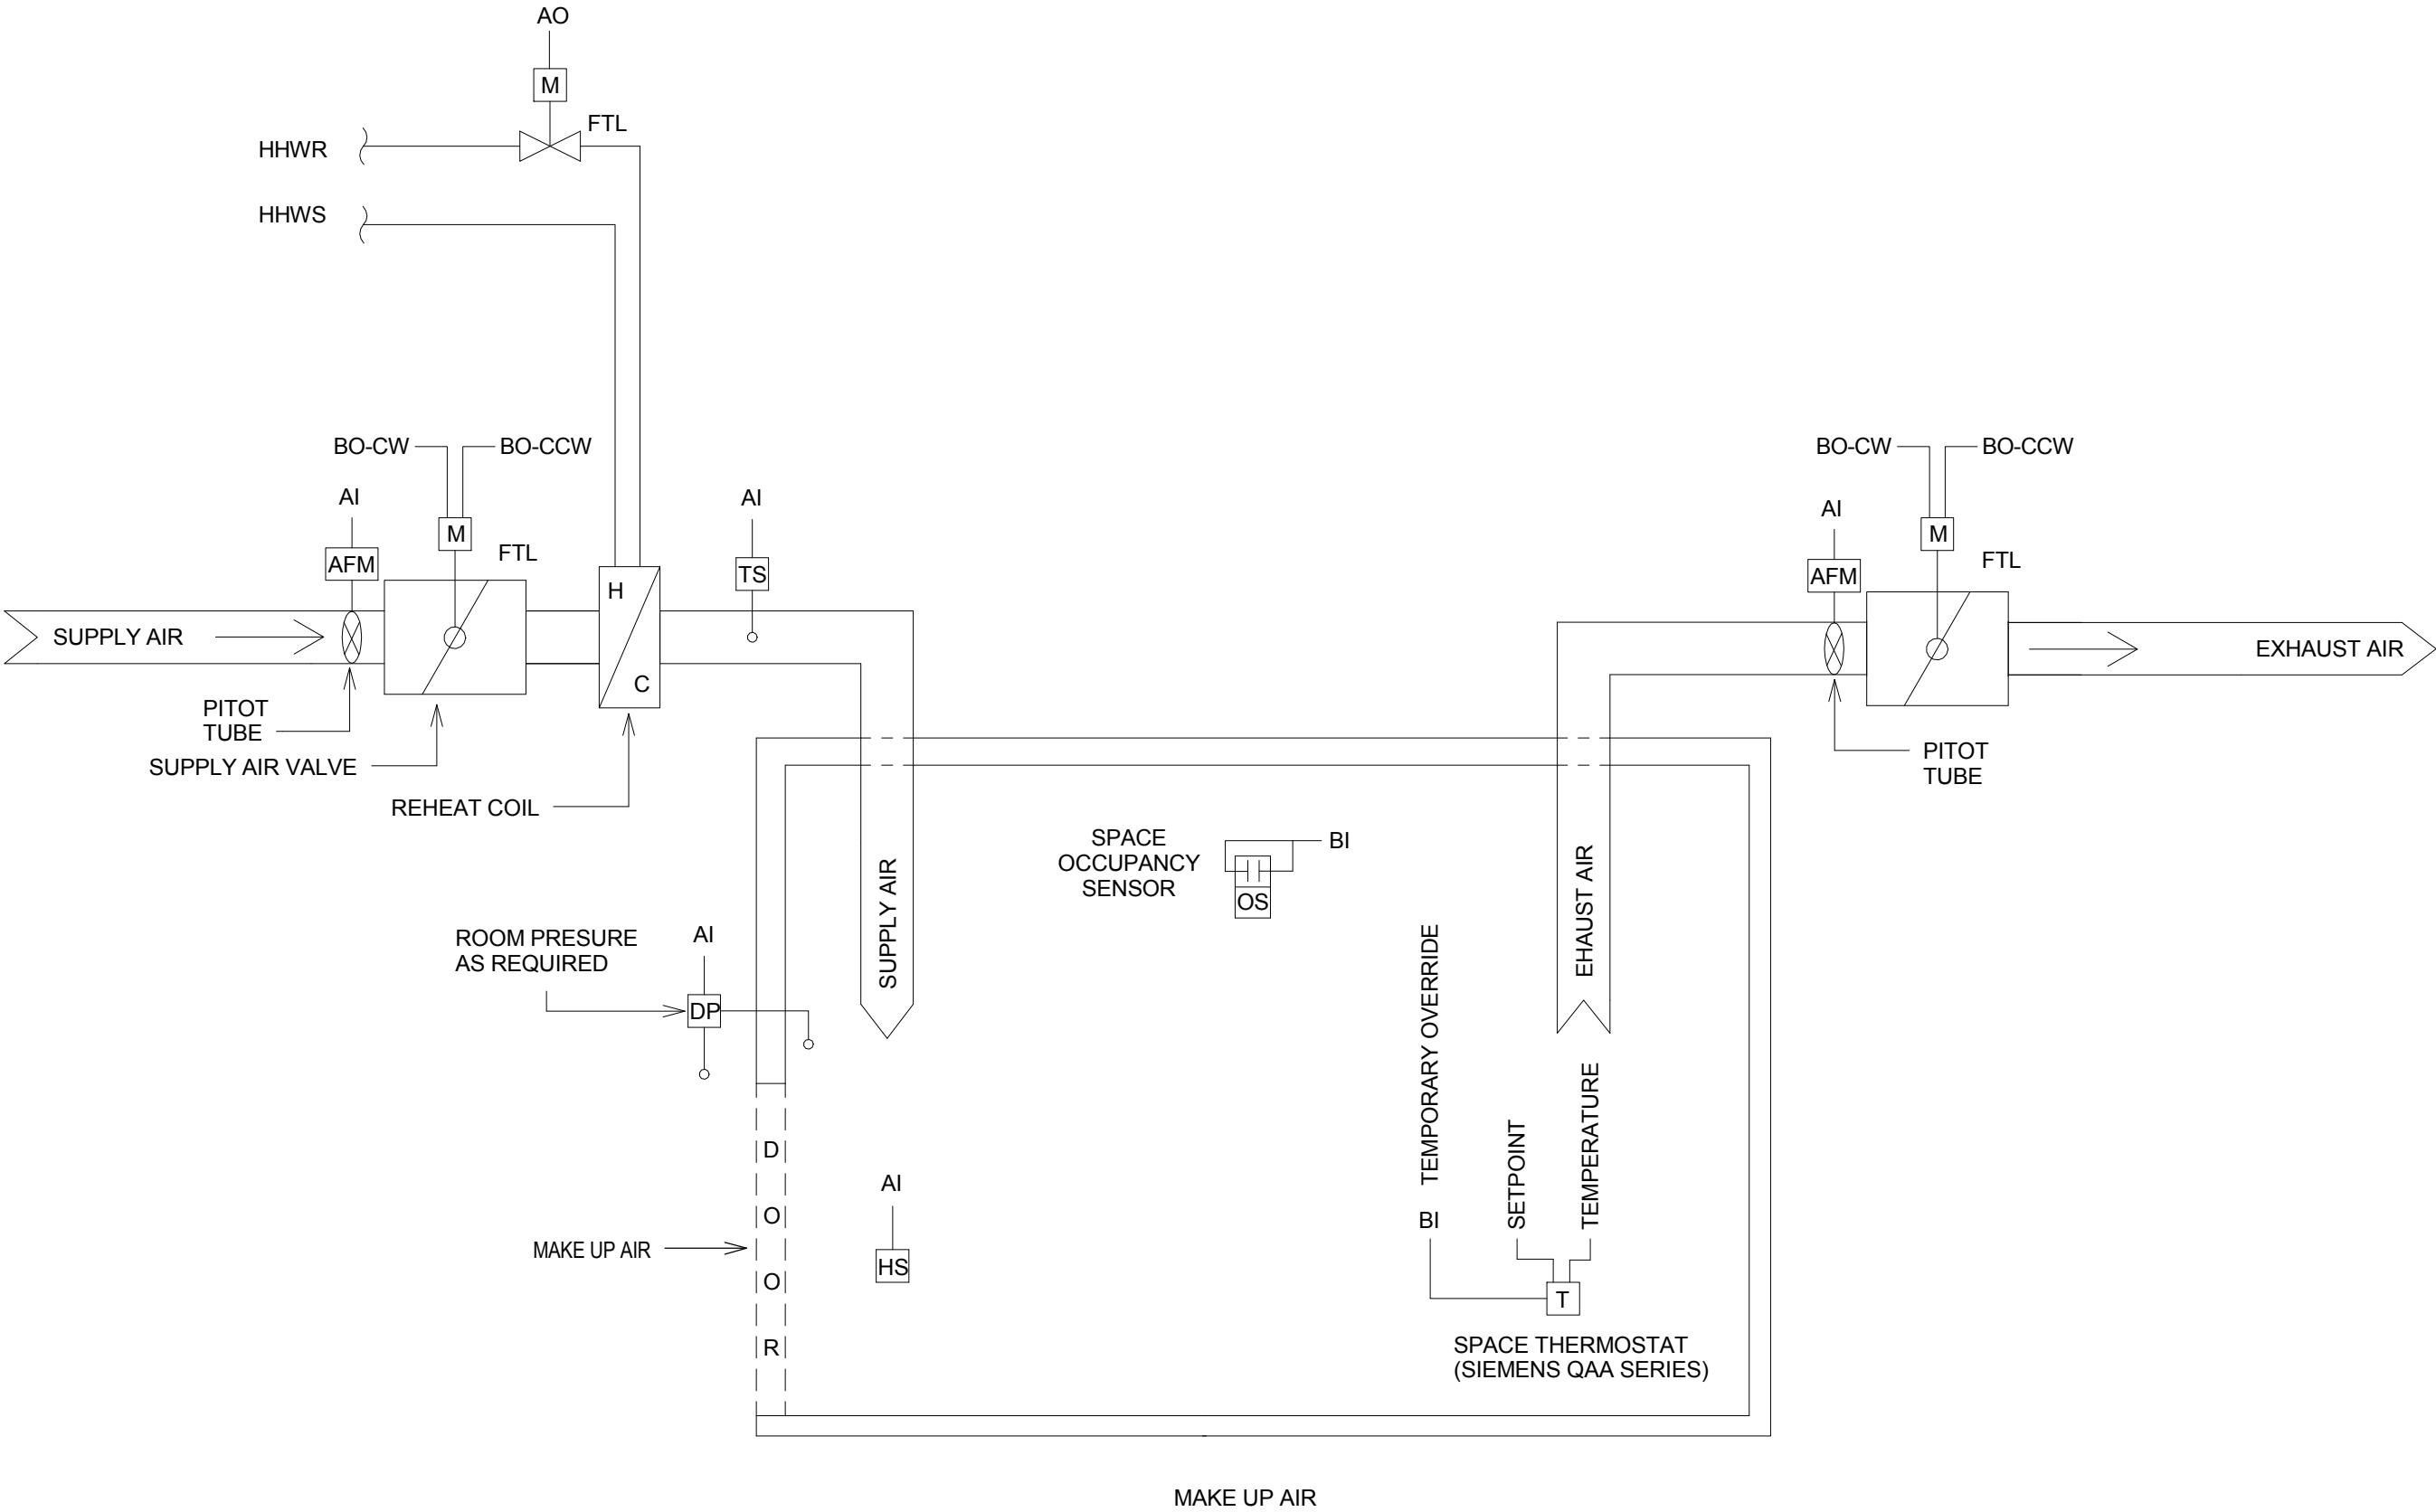 AO
M
FTL
HHWR
HHWS
BO-CW
BO-CCW
AI
M
FTL
AFM
AI
TS
H
C
SUPPLY AIR
PITOT
TUBE
SUPPLY AIR VALVE
REHEAT COIL
BO-CW
BO-CCW
AI
M
FTL
AFM
EXHAUST AIR
PITOT
TUBE
SPACE
OCCUPANCY
SENSOR
BI
OS
SUPPLY AIR
EHAUST AIR
ROOM PRESURE
AS REQUIRED
AI
DP
TEMPORARY OVERRIDE
BI
SETPOINT
TEMPERATURE
D
O
O
R
AI
HS
MAKE UP AIR
T
SPACE THERMOSTAT
(SIEMENS QAA SERIES)
MAKE UP AIR